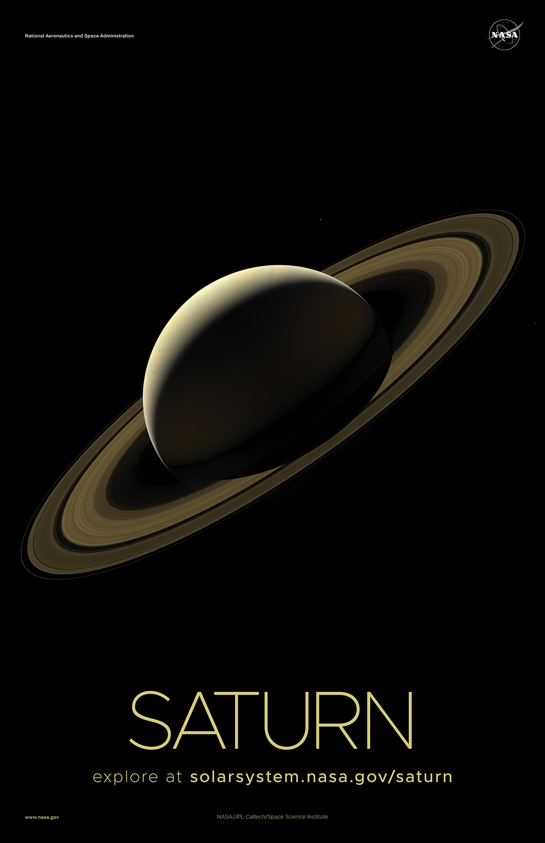 National Aeronautics and Space Administration
NASA
SATURN
explore at solarsystem.nasa.gov/saturn
www.nasa.gov
NASA/JPL-Caltech/Space Science Institute